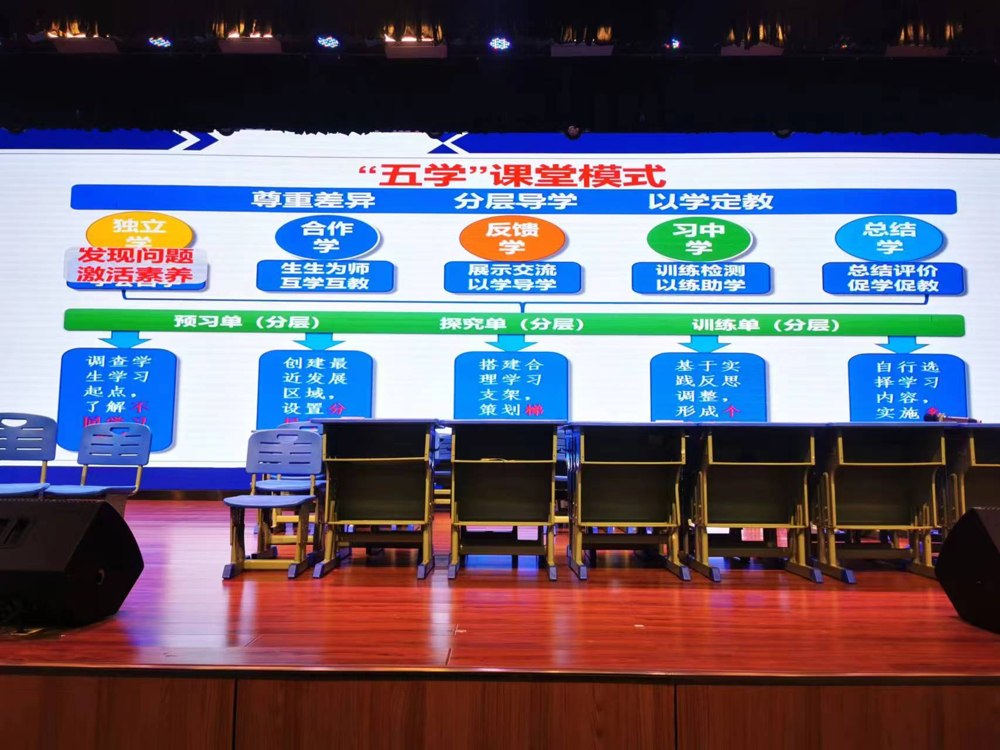 “五学”课堂模式
尊重差异 分层导学 以学定教
独立
学
发现问题
激活素养
合作
学
生生为师
互学互教
反馈
学
展示交流
以学导学
习中
学
训练检测
以练助学
总结
学
总结评价
促学促教
预习单（分层） 探究单（分层） 训练单（分层）
调查学
生学习
起点，
了解不
同学习
创建最
近发展
区域，
设置分
搭建合
理学习
支架，
策划梯
基于实
践反思
调整，
形成个
自行选
择学习
内容，
实施